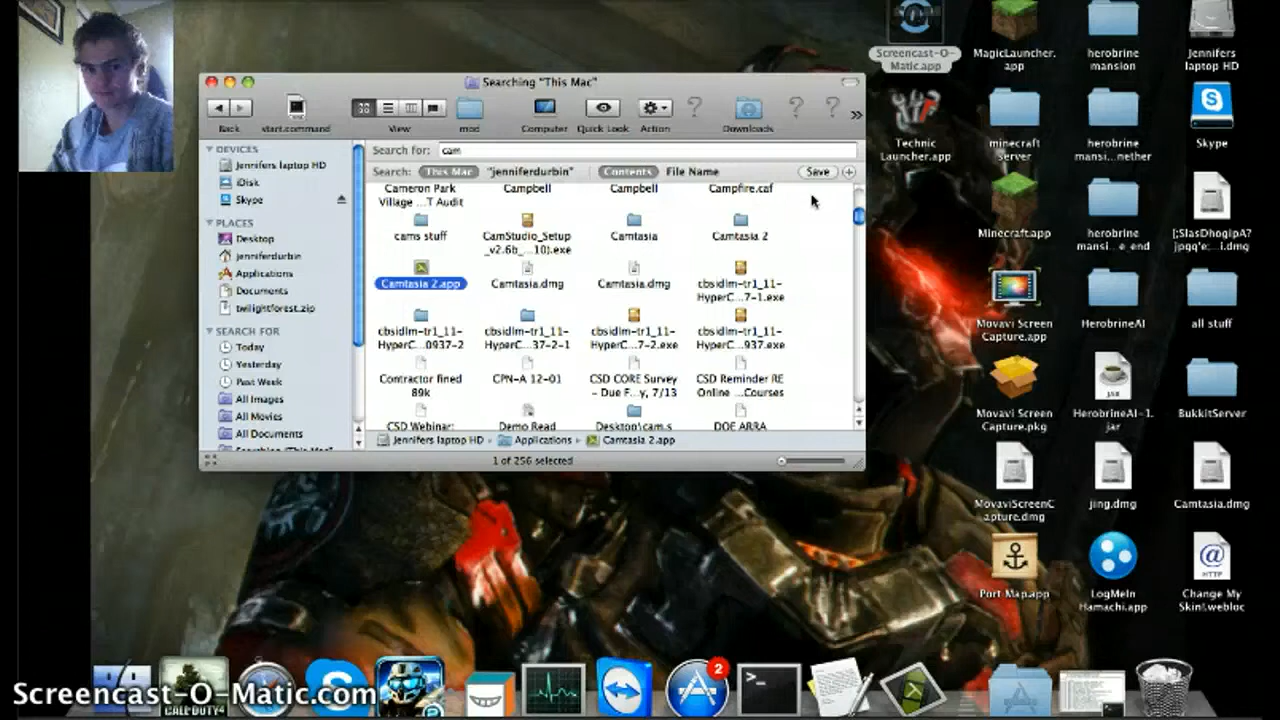 Searching "This Mac"
Back
start.command
View
mod
Computer
Quick Look
Action
Downloads
Search for: cam
Search: This Mac "jenniferdurbin" Contents File Name Save
DEVICES
Jennifers laptop HD
iDisk
Skype
PLACES
Desktop
jenniferdurbin
Applications
Documents
twilightforest.zip
SEARCH FOR
Today
Yesterday
Past Week
All Images
All Movies
All Documents
Searching "This Mac"
Cameron Park
Village ...T Audit
Campbell
Campbell
Campfire.caf
cams stuff
CamStudio_Setup
_v2.6b_...10).exe
Camtasia
Camtasia 2
Camtasia 2.app
Camtasia.dmg
Camtasia.dmg
cbsidlm-tr1_11-
HyperC...7-1.exe
cbsidlm-tr1_11-
HyperC...0937-2
cbsidlm-tr1_11-
HyperC...37-2-1
cbsidlm-tr1_11-
HyperC...7-2.exe
cbsidlm-tr1_11-
HyperC...937.exe
Contractor fined
89k
CPN-A 12-01
CSD CORE Survey
- Due F...y, 7/13
CSD Reminder RE
Online ...Courses
CSD Webinar:
Demo Read
Desktop\cam.s
DOE ARRA
Jennifers laptop HD
Applications
Camtasia 2.app
1 of 256 selected
Screencast-O-
Matic.app
MagicLauncher.
app
herobrine
mansion
Jennifers
laptop HD
Technic
Launcher.app
minecraft
server
herobrine
mansi...nether
Skype
Minecraft.app
herobrine
mansi...e end
Movavi Screen
Capture.app
HerobrineAI
all stuff
Movavi Screen
Capture.pkg
JAR
HerobrineAI-1.
jar
BukkitServer
MovaviScreenC
apture.dmg
jing.dmg
Camtasia.dmg
Port Map.app
LogMeIn
Hamachi.app
HTTP
Change My
Skin!.webloc
CALL OF DUTY 4
2
Screencast-O-Matic.com